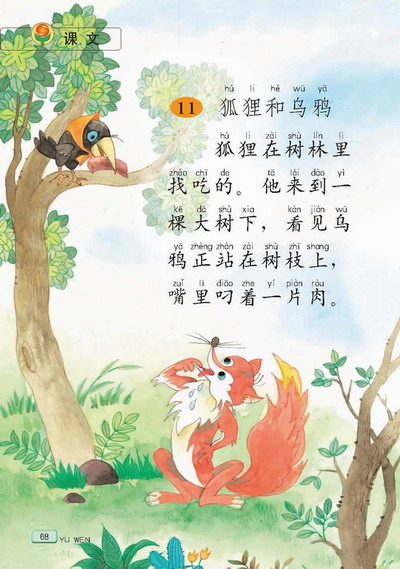 课文
hú li hé wū yā
11 狐狸和乌鸦
hú li zài shù lín li
狐狸在树林里
zhǎo chī de tā lái dào yì
找吃的。他来到一
kē dà shù xia kàn jiàn wū
棵大树下，看见乌
yā zhèng zhàn zài shù zhī shang
鸦正站在树枝上，
zuǐ li diāo zhe yí piàn ròu
嘴里叼着一片肉。
68 YU WEN